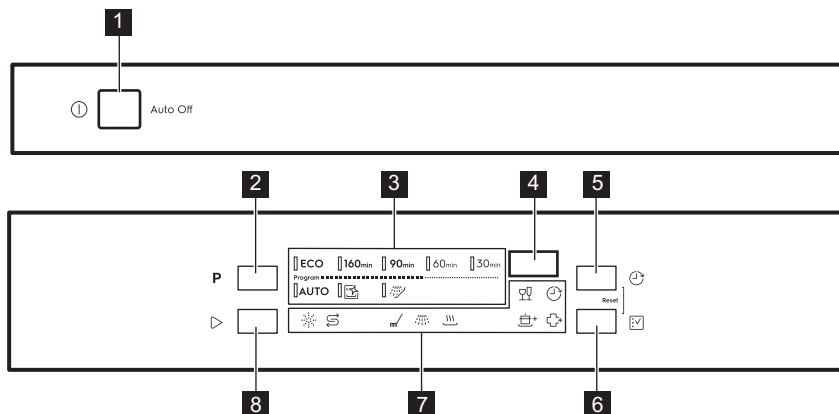 1
Auto Off
2 3 4 5
ECO 160min 90min 60min 30min
P
Program
AUTO
Reset
8 7 6